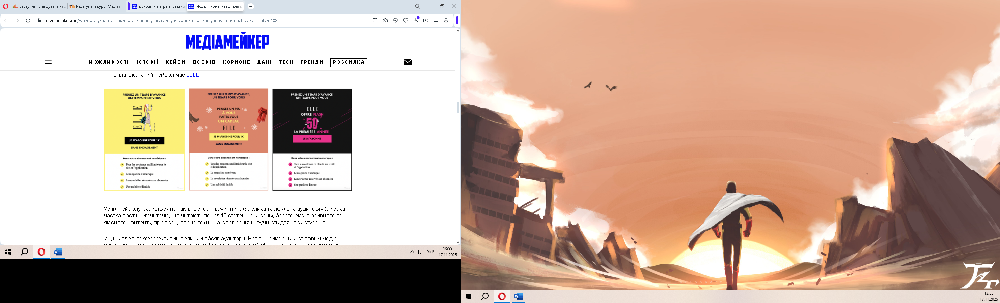 Заступник завідувача каф
Редагувати курс: Медіаек
Доходи й витрати редакц
Моделі монетизації для м
mediamaker.me/yak-obraty-najkrashhu-model-monetyzacziyi-dlya-svogo-media-oglyadayemo-mozhlyvi-varianty-6108
МЕДІАМЕЙКЕР
МОЖЛИВОСТІ ІСТОРІЇ КЕЙСИ ДОСВІД КОРИСНЕ ДАНІ TECH ТРЕНДИ РОЗСИЛКА
оплатою. Такий пейвол має ELLE.
PRENEZ UN TEMPS D'AVANCE,
UN TEMPS POUR VOUS
ELLE
JE M'ABONNE POUR 1€
SANS ENGAGEMENT
Dans votre abonnement numérique :
Tous les contenus en illimité sur le
site et l'application
Le magazine numérique
La newsletter réservée aux abonnées
Une publicité limitée
PRENEZ UN TEMPS D'AVANCE,
UN TEMPS POUR VOUS
PENSEZ UN PEU
À VOUS
FAITES-VOUS
UN CADEAU
ELLE
JE M'ABONNE POUR 1€
SANS ENGAGEMENT
Dans votre abonnement numérique :
Tous les contenus en illimité sur le site
et l'application
Le magazine numérique
La newsletter réservée aux abonnées
Une publicité limitée
PRENEZ UN TEMPS D'AVANCE,
UN TEMPS POUR VOUS
ELLE
OFFRE FLASH
-50%
LA PREMIÈRE ANNÉE
JE M'ABONNE
Dans votre abonnement numérique :
Tous les contenus en illimité sur le
site et l'application
Le magazine numérique
La newsletter réservée aux abonnées
Une publicité limitée
Успіх пейволу базується на таких основних чинниках: велика та лояльна аудиторія (висока
частка постійних читачів, що читають понад 10 статей на місяць), багато ексклюзивного та
якісного контенту, пропрацьована технічна реалізація і зручність для користувачів.
У цій моделі також важливий великий обсяг аудиторії. Навіть найкращим світовим медіа
УКР
13:55
17.11.2025
13:55
17.11.2025